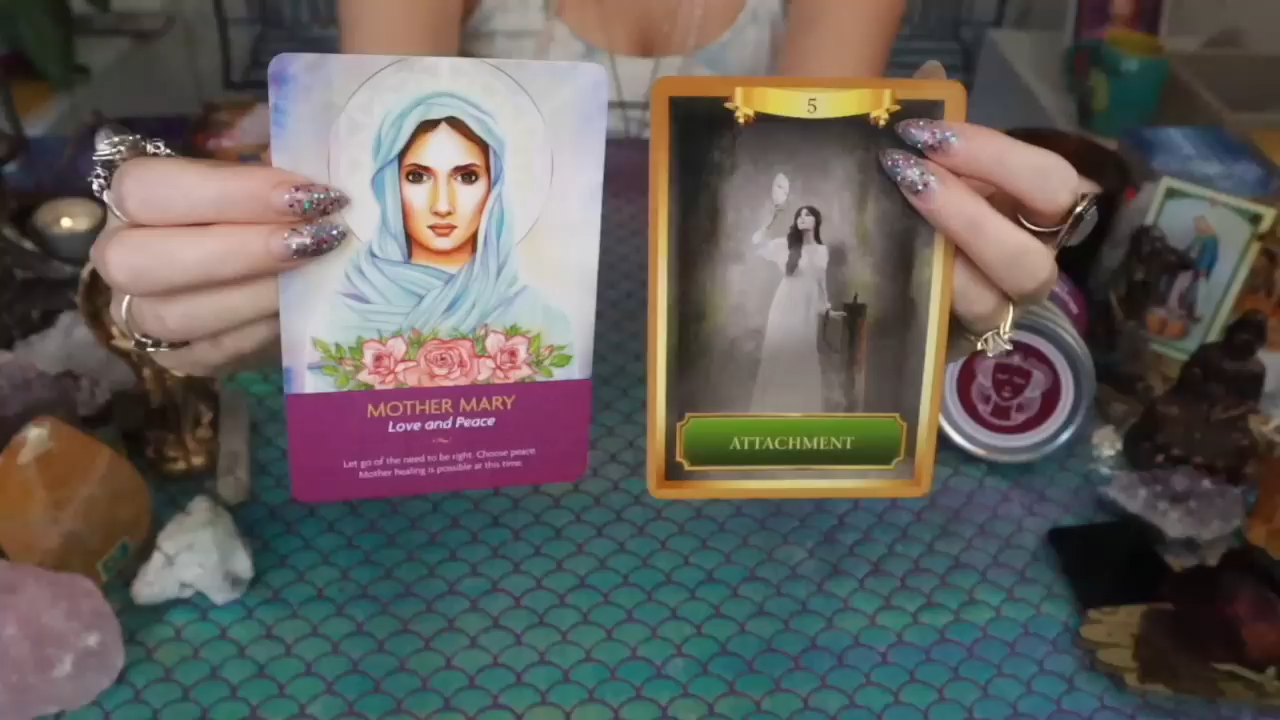 MOTHER MARY
Love and Peace
Let go of the need to be right. Choose peace.
Mother healing is possible at this time.
5
ATTACHMENT